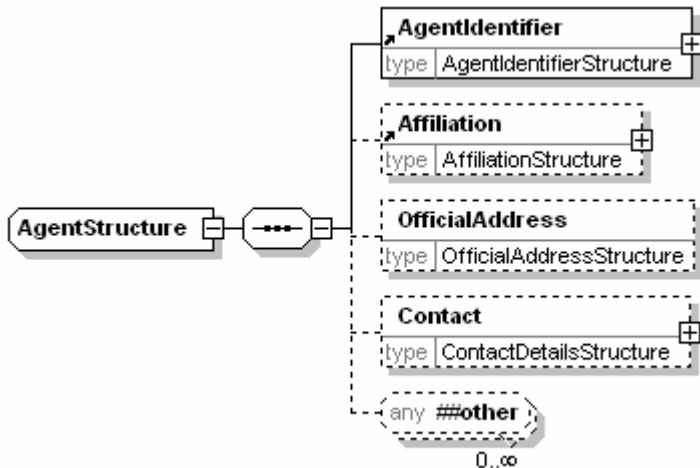 AgentIdentifier
type AgentIdentifierStructure
Affiliation
type AffiliationStructure
AgentStructure
OfficialAddress
type OfficialAddressStructure
Contact
type ContactDetailsStructure
any ##other
0..∞